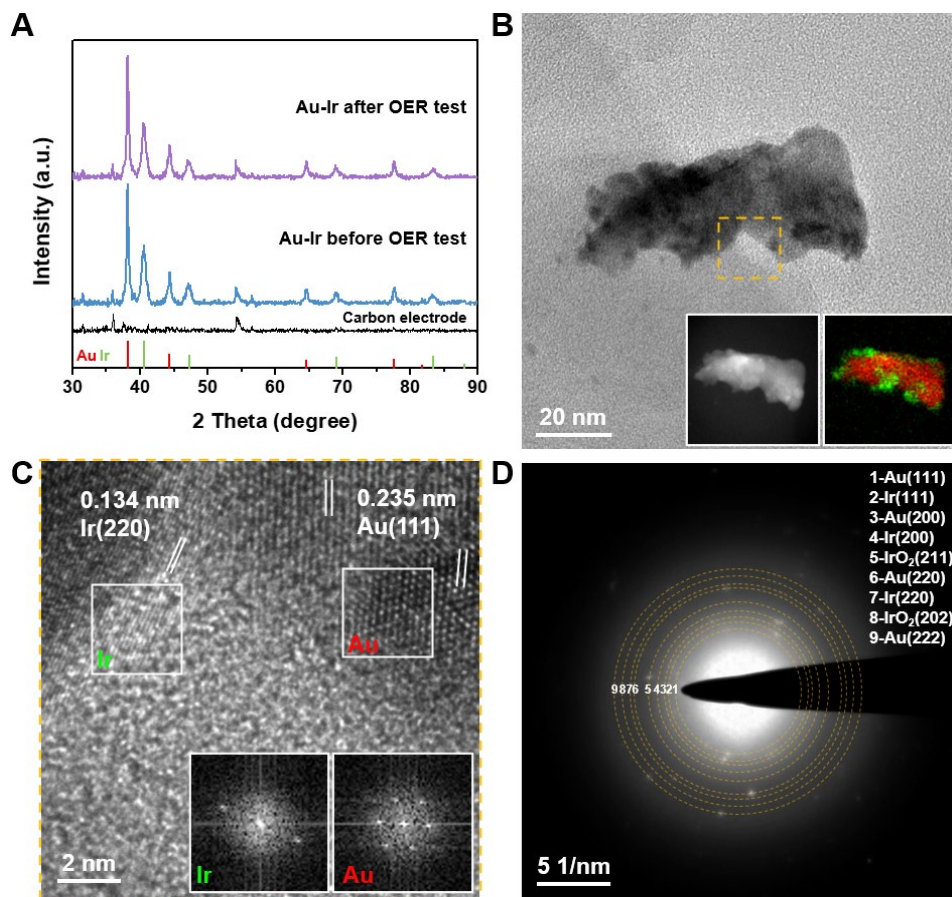 A
Intensity (a.u.)
Au-Ir after OER test
Au-Ir before OER test
Carbon electrode
Au Ir
30 40 50 60 70 80 90
2 Theta (degree)
B
20 nm
C
0.134 nm
Ir(220)
0.235 nm
Au(111)
Ir
Au
Ir
Au
2 nm
D
1-Au(111)
2-Ir(111)
3-Au(200)
4-Ir(200)
5-IrO₂(211)
6-Au(220)
7-Ir(220)
8-IrO₂(202)
9-Au(222)
9876 5 4321
5 1/nm